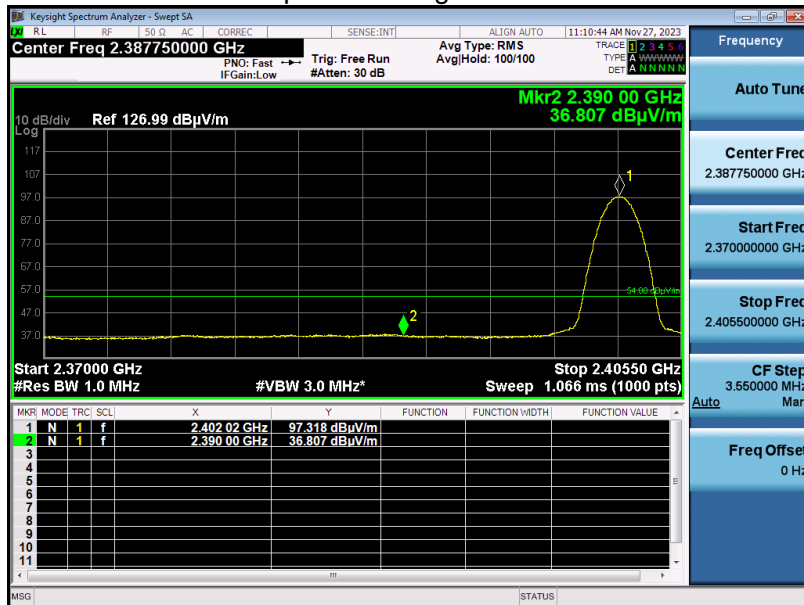 Keysight Spectrum Analyzer - Swept SA
LXI RL RF 50 Ω AC CORREC SENSE:INT ALIGN AUTO 11:10:44 AM Nov 27, 2023
Center Freq 2.387750000 GHz
PNO: Fast
IFGain:Low
Trig: Free Run
#Atten: 30 dB
Avg Type: RMS
Avg|Hold: 100/100
TRACE 1 2 3 4 5 6
TYPE A WWWWW
DET A N N N N N
Mkr2 2.390 00 GHz
36.807 dBµV/m
10 dB/div Ref 126.99 dBµV/m
Log
117
107
97.0
87.0
77.0
67.0
57.0
47.0
37.0
1
2
54.00 dBµV/m
Start 2.37000 GHz Stop 2.40550 GHz
#Res BW 1.0 MHz #VBW 3.0 MHz* Sweep 1.066 ms (1000 pts)
MKR MODE TRC SCL X Y FUNCTION FUNCTION WIDTH FUNCTION VALUE
1 N 1 f 2.402 02 GHz 97.318 dBµV/m
2 N 1 f 2.390 00 GHz 36.807 dBµV/m
3
4
5
6
7
8
9
10
11
MSG STATUS
Frequency
Auto Tune
Center Freq
2.387750000 GHz
Start Freq
2.370000000 GHz
Stop Freq
2.405500000 GHz
CF Step
3.550000 MHz
Auto Man
Freq Offset
0 Hz